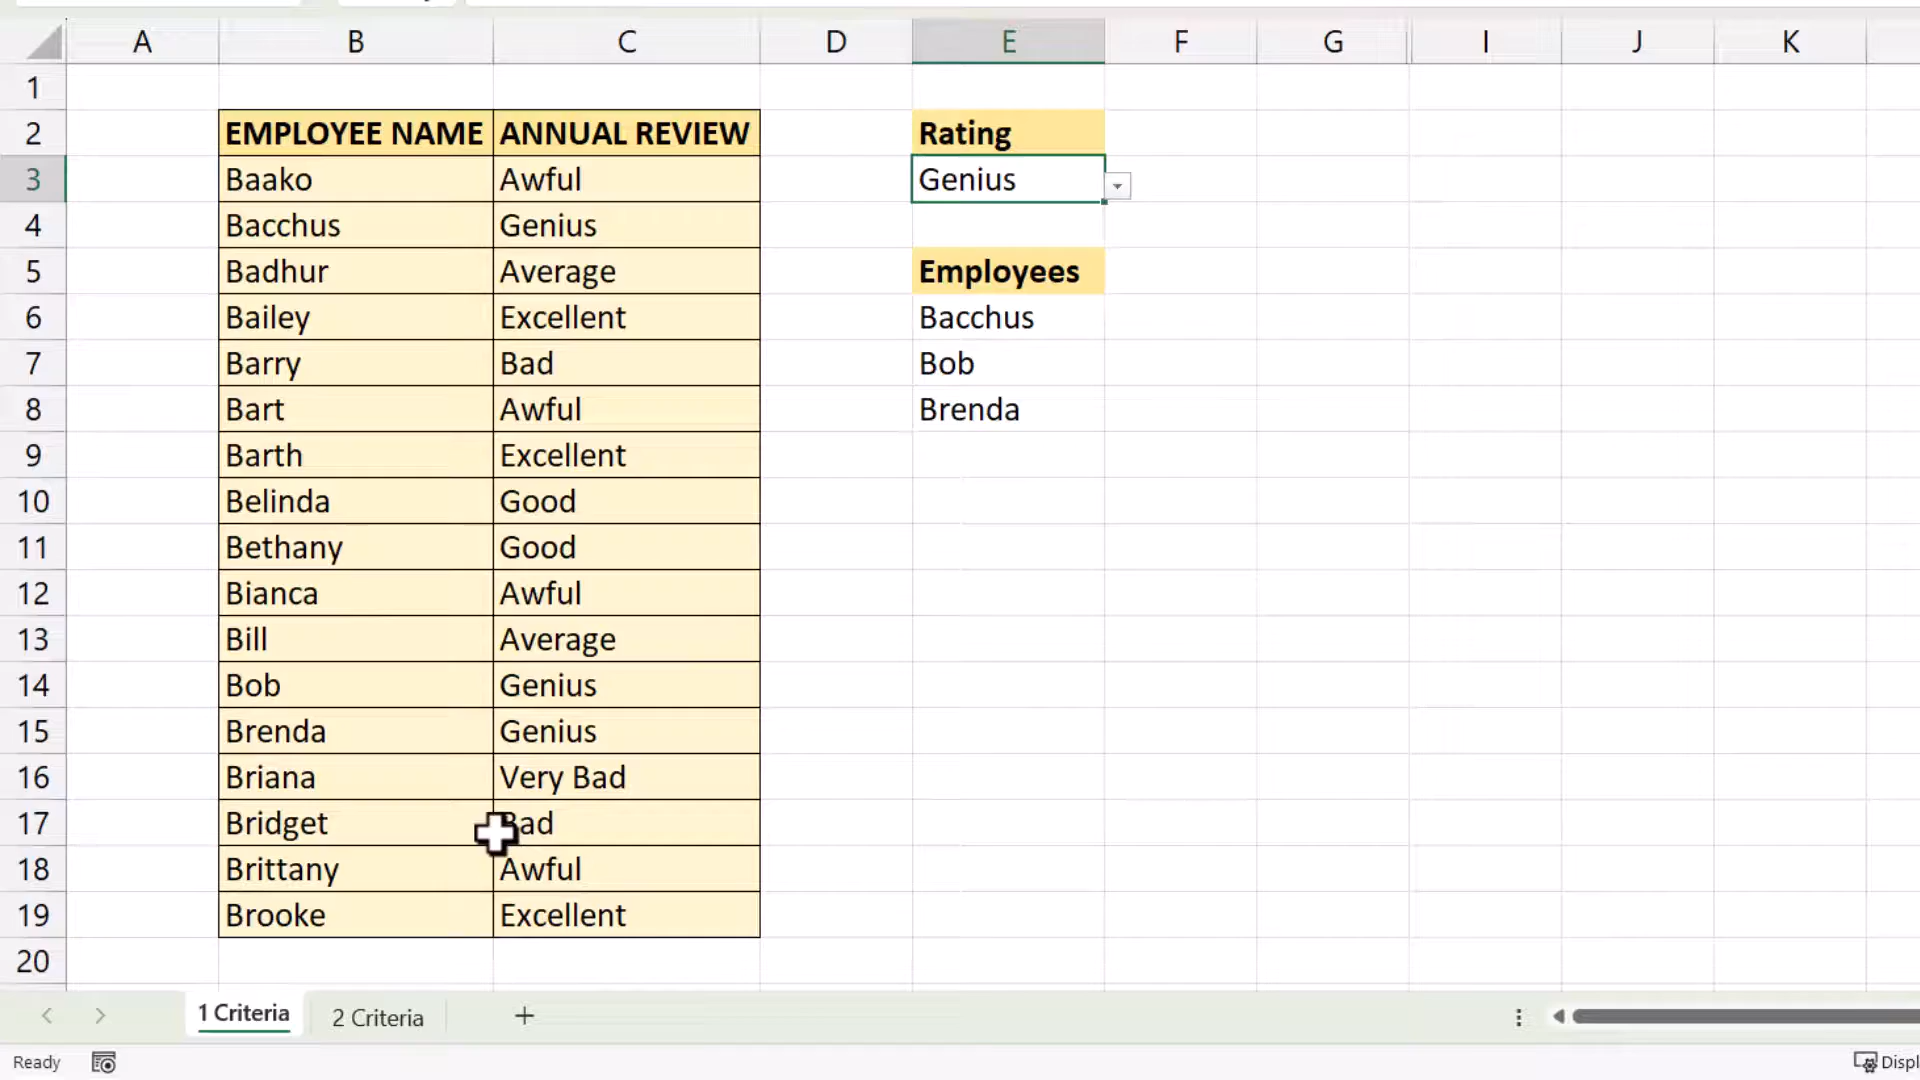 A B C D E F G I J K
1
2 EMPLOYEE NAME ANNUAL REVIEW Rating
3 Baako Awful Genius
4 Bacchus Genius
5 Badhur Average Employees
6 Bailey Excellent Bacchus
7 Barry Bad Bob
8 Bart Awful Brenda
9 Barth Excellent
10 Belinda Good
11 Bethany Good
12 Bianca Awful
13 Bill Average
14 Bob Genius
15 Brenda Genius
16 Briana Very Bad
17 Bridget Bad
18 Brittany Awful
19 Brooke Excellent
20
1 Criteria 2 Criteria
Ready Displ